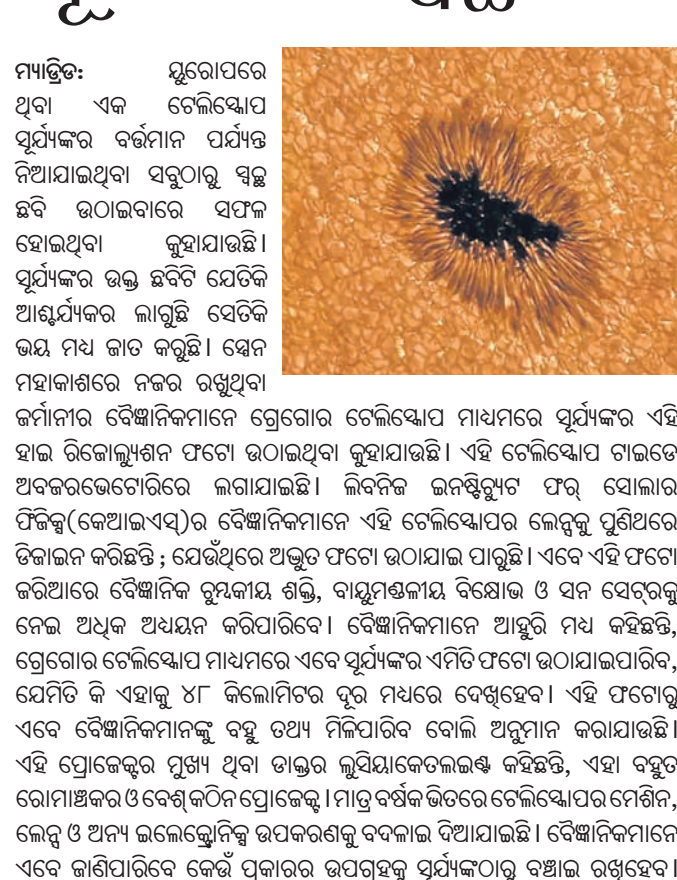 ମ୍ୟାଡ୍ରିଡ: ୟୁରୋପରେ
ଥିବା ଏକ ଟେଲିସ୍କୋପ
ସୂର୍ଯ୍ୟଙ୍କର ବର୍ତ୍ତମାନ ପର୍ଯ୍ୟନ୍ତ
ନିଆଯାଇଥିବା ସବୁଠାରୁ ସ୍ୱଚ୍ଛ
ଛବି ଉଠାଇବାରେ ସଫଳ
ହୋଇଥିବା କୁହାଯାଉଛି।
ସୂର୍ଯ୍ୟଙ୍କର ଉକ୍ତ ଛବିଟି ଯେତିକି
ଆଶ୍ଚର୍ଯ୍ୟକର ଲାଗୁଛି ସେତିକି
ଭୟ ମଧ୍ୟ ଜାତ କରୁଛି। ସ୍ପେନ
ମହାକାଶରେ ନଜର ରଖୁଥିବା
ଜର୍ମାନୀର ବୈଜ୍ଞାନିକମାନେ ଗ୍ରେଗୋର ଟେଲିସ୍କୋପ ମାଧ୍ୟମରେ ସୂର୍ଯ୍ୟଙ୍କର ଏହି
ହାଇ ରିଜୋଲ୍ୟୁଶନ ଫଟୋ ଉଠାଇଥିବା କୁହାଯାଉଛି। ଏହି ଟେଲିସ୍କୋପ ଟାଇଡେ
ଅବଜରଭେଟୋରିରେ ଲଗାଯାଇଛି। ଲିବନିଜ ଇନଷ୍ଟିଚ୍ୟୁଟ ଫର୍ ସୋଲାର
ଫିଜିକ୍ସ(କେଆଇଏସ୍)ର ବୈଜ୍ଞାନିକମାନେ ଏହି ଟେଲିସ୍କୋପର ଲେନ୍ସକୁ ପୁଣିଥରେ
ଡିଜାଇନ କରିଛନ୍ତି ; ଯେଉଁଥିରେ ଅଦ୍ଭୁତ ଫଟୋ ଉଠାଯାଇ ପାରୁଛି। ଏବେ ଏହି ଫଟୋ
ଜରିଆରେ ବୈଜ୍ଞାନିକ ଚୁମ୍ବକୀୟ ଶକ୍ତି, ବାୟୁମଣ୍ଡଳୀୟ ବିକ୍ଷୋଭ ଓ ସନ ସେଟ୍‌ରକୁ
ନେଇ ଅଧିକ ଅଧ୍ୟୟନ କରିପାରିବେ। ବୈଜ୍ଞାନିକମାନେ ଆହୁରି ମଧ୍ୟ କହିଛନ୍ତି,
ଗ୍ରେଗୋର ଟେଲିସ୍କୋପ ମାଧ୍ୟମରେ ଏବେ ସୂର୍ଯ୍ୟଙ୍କର ଏମିତି ଫଟୋ ଉଠାଯାଇପାରିବ,
ଯେମିତି କି ଏହାକୁ ୪୮ କିଲୋମିଟର ଦୂର ମଧ୍ୟରେ ଦେଖିହେବ। ଏହି ଫଟୋରୁ
ଏବେ ବୈଜ୍ଞାନିକମାନଙ୍କୁ ବହୁ ତଥ୍ୟ ମିଳିପାରିବ ବୋଲି ଅନୁମାନ କରାଯାଉଛି।
ଏହି ପ୍ରୋଜେକ୍ଟର ମୁଖ୍ୟ ଥିବା ଡାକ୍ତର ଲୁସିୟାକେତଲଇଣ୍ଟ କହିଛନ୍ତି, ଏହା ବହୁତ
ରୋମାଞ୍ଚକର ଓ ବେଶ୍ କଠିନ ପ୍ରୋଜେକ୍ଟ। ମାତ୍ର ବର୍ଷକ ଭିତରେ ଟେଲିସ୍କୋପର ମେଶିନ,
ଲେନ୍ସ ଓ ଅନ୍ୟ ଇଲେକ୍ଟ୍ରୋନିକ୍ସ ଉପକରଣକୁ ବଦଳାଇ ଦିଆଯାଇଛି। ବୈଜ୍ଞାନିକମାନେ
ଏବେ ଜାଣିପାରିବେ କେଉଁ ପ୍ରକାରର ଉପଗ୍ରହକୁ ସୂର୍ଯ୍ୟଙ୍କଠାରୁ ବଞ୍ଚାଇ ରଖିହେବ।